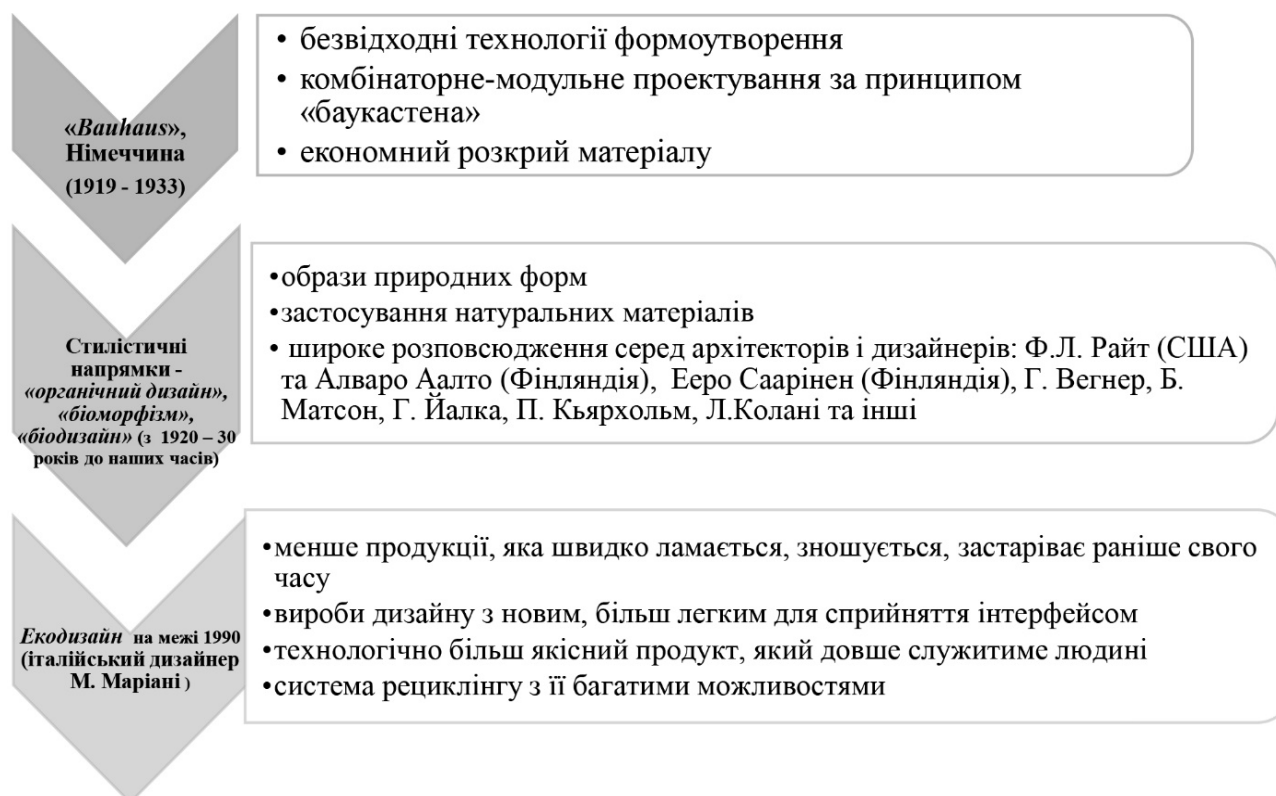 «Bauhaus»,
Німеччина
(1919 - 1933)
• безвідходні технології формоутворення
• комбінаторне-модульне проектування за принципом
«баукастена»
• економний розкрий матеріалу
Стилістичні
напрямки -
«органічний дизайн»,
«біоморфізм»,
«біодизайн» (з 1920 – 30
років до наших часів)
•образи природних форм
•застосування натуральних матеріалів
• широке розповсюдження серед архітекторів і дизайнерів: Ф.Л. Райт (США)
та Алваро Аалто (Фінляндія), Ееро Саарінен (Фінляндія), Г. Вегнер, Б.
Матсон, Г. Йалка, П. Кьярхольм, Л.Колані та інші
Екодизайн на межі 1990
(італійський дизайнер
М. Маріані )
•менше продукції, яка швидко ламається, зношується, застаріває раніше свого
часу
•вироби дизайну з новим, більш легким для сприйняття інтерфейсом
•технологічно більш якісний продукт, який довше служитиме людині
•система рециклінгу з її багатими можливостями